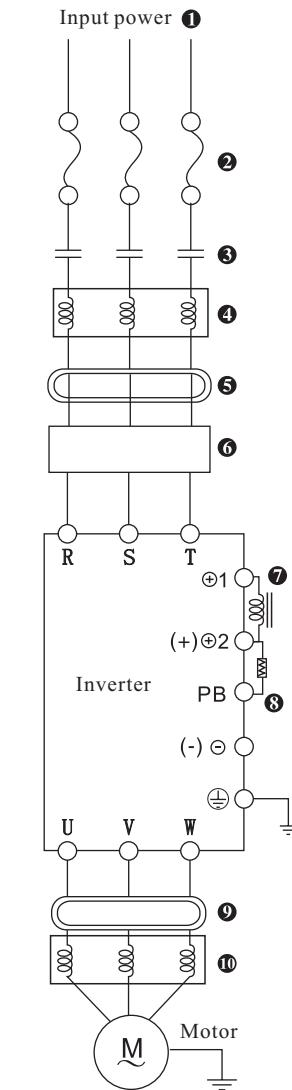 Input power ❶
❷
❸
❹
❺
❻
R S T
⊕1 ❼
(+) ⊕2
Inverter
PB ❽
(-) ⊖
U V W
❾
❿
Motor
M
~